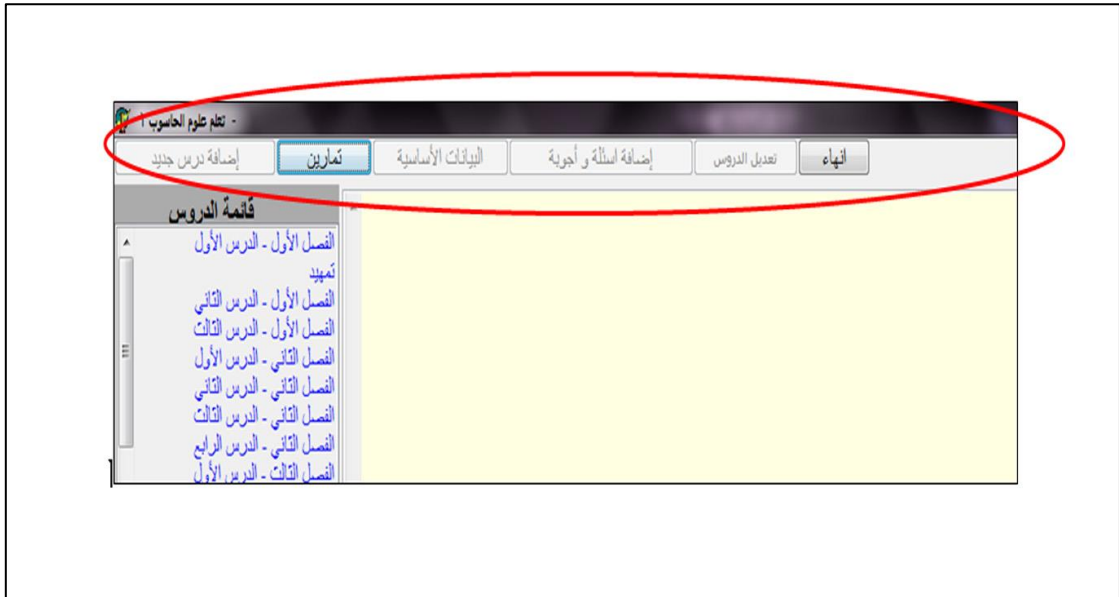 - تعلم علوم الحاسوب 1
إضافة درس جديد
تمارين
البيانات الأساسية
إضافة اسئلة و أجوبة
تعديل الدروس
انهاء
قائمة الدروس
الفصل الأول - الدرس الأول
تمهيد
الفصل الأول - الدرس الثاني
الفصل الأول - الدرس الثالث
الفصل الثاني - الدرس الأول
الفصل الثاني - الدرس الثاني
الفصل الثاني - الدرس الثالث
الفصل الثاني - الدرس الرابع
الفصل الثالث - الدرس الأول